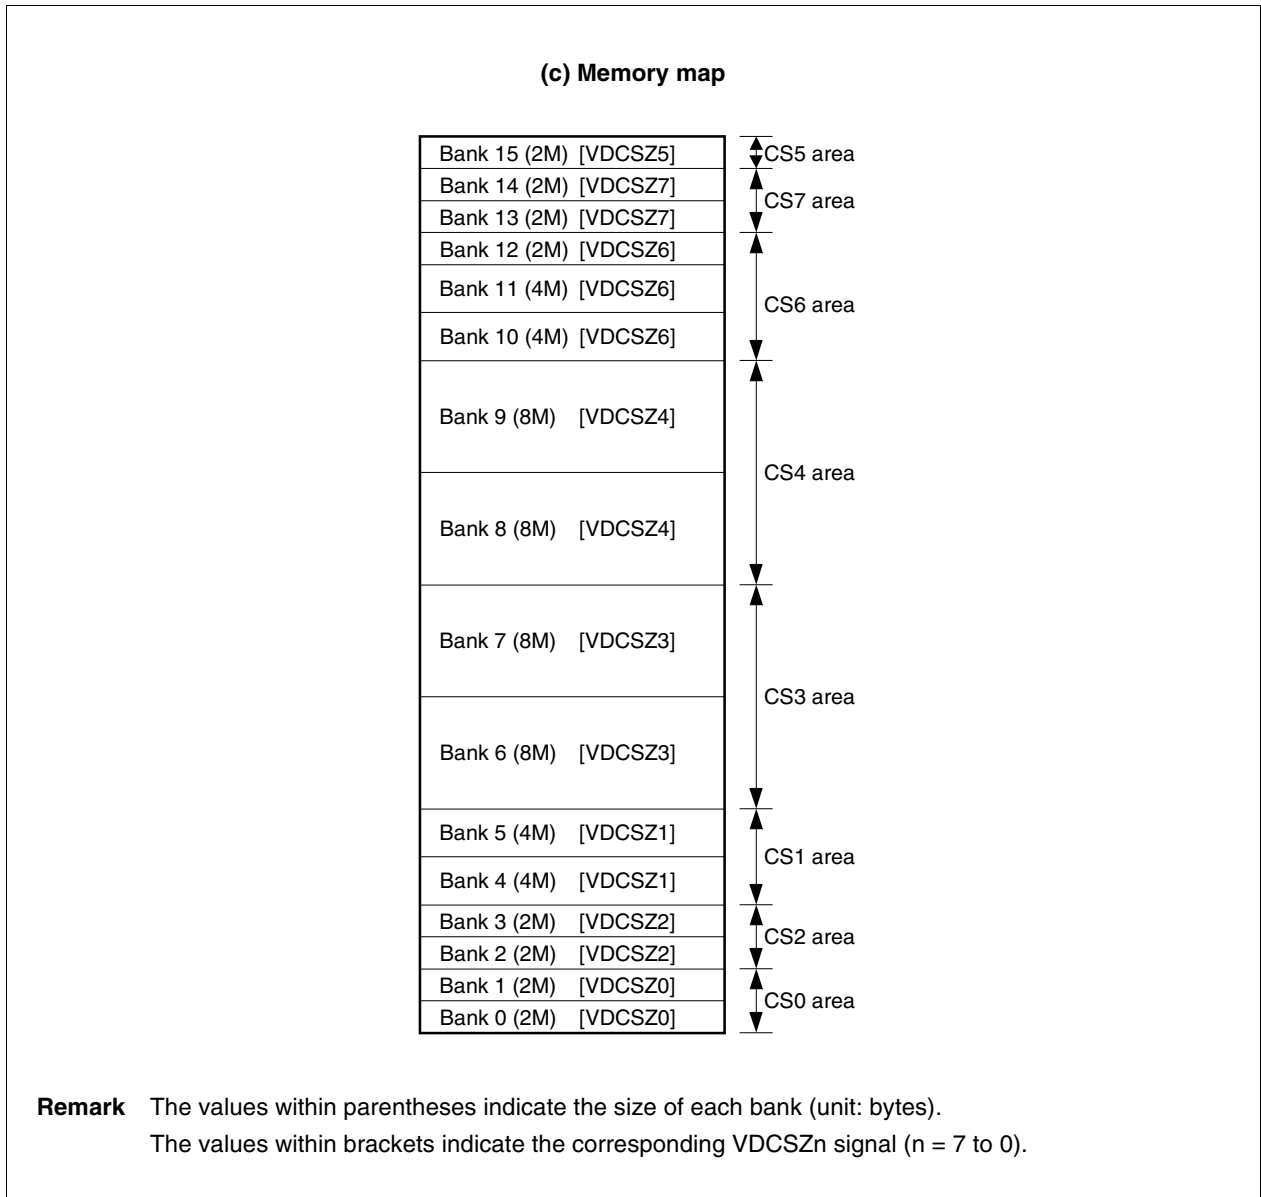 (c) Memory map
Bank 15 (2M) [VDCSZ5]
CS5 area
Bank 14 (2M) [VDCSZ7]
CS7 area
Bank 13 (2M) [VDCSZ7]
Bank 12 (2M) [VDCSZ6]
Bank 11 (4M) [VDCSZ6]
CS6 area
Bank 10 (4M) [VDCSZ6]
Bank 9 (8M) [VDCSZ4]
CS4 area
Bank 8 (8M) [VDCSZ4]
Bank 7 (8M) [VDCSZ3]
CS3 area
Bank 6 (8M) [VDCSZ3]
Bank 5 (4M) [VDCSZ1]
CS1 area
Bank 4 (4M) [VDCSZ1]
Bank 3 (2M) [VDCSZ2]
CS2 area
Bank 2 (2M) [VDCSZ2]
Bank 1 (2M) [VDCSZ0]
CS0 area
Bank 0 (2M) [VDCSZ0]
Remark The values within parentheses indicate the size of each bank (unit: bytes).
The values within brackets indicate the corresponding VDCSZn signal (n = 7 to 0).